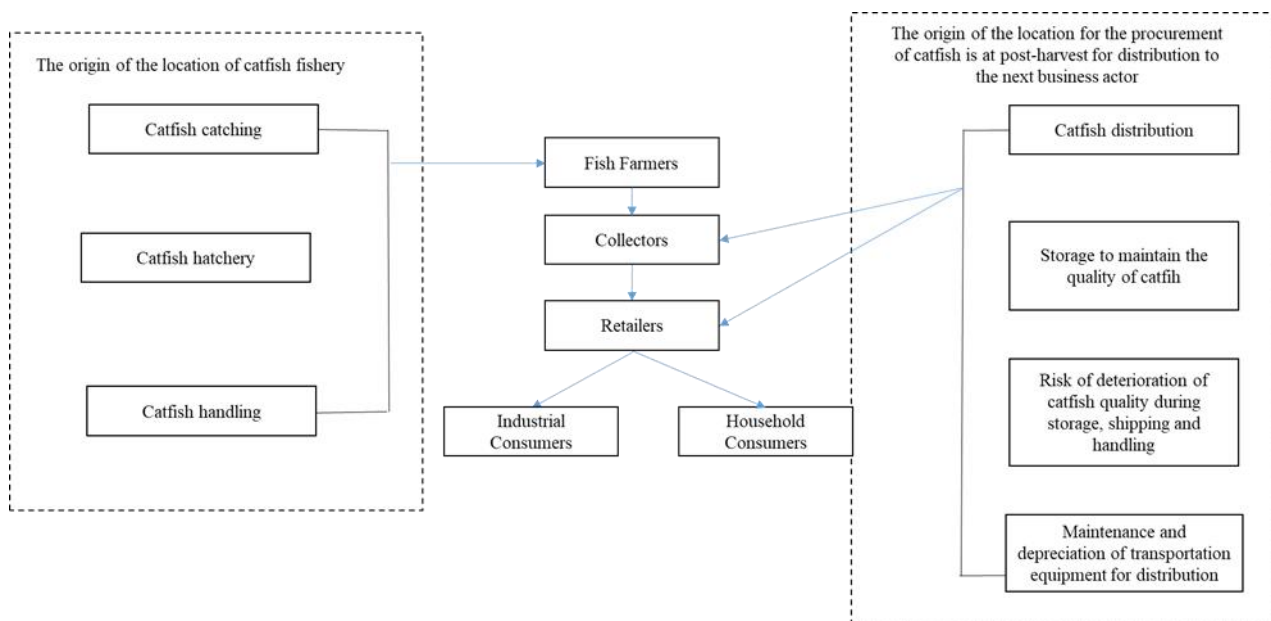 The origin of the location of catfish fishery
Catfish catching
Catfish hatchery
Catfish handling
Fish Farmers
Collectors
Retailers
Industrial
Consumers
Household
Consumers
The origin of the location for the procurement
of catfish is at post-harvest for distribution to
the next business actor
Catfish distribution
Storage to maintain the
quality of catfih
Risk of deterioration of
catfish quality during
storage, shipping and
handling
Maintenance and
depreciation of transportation
equipment for distribution